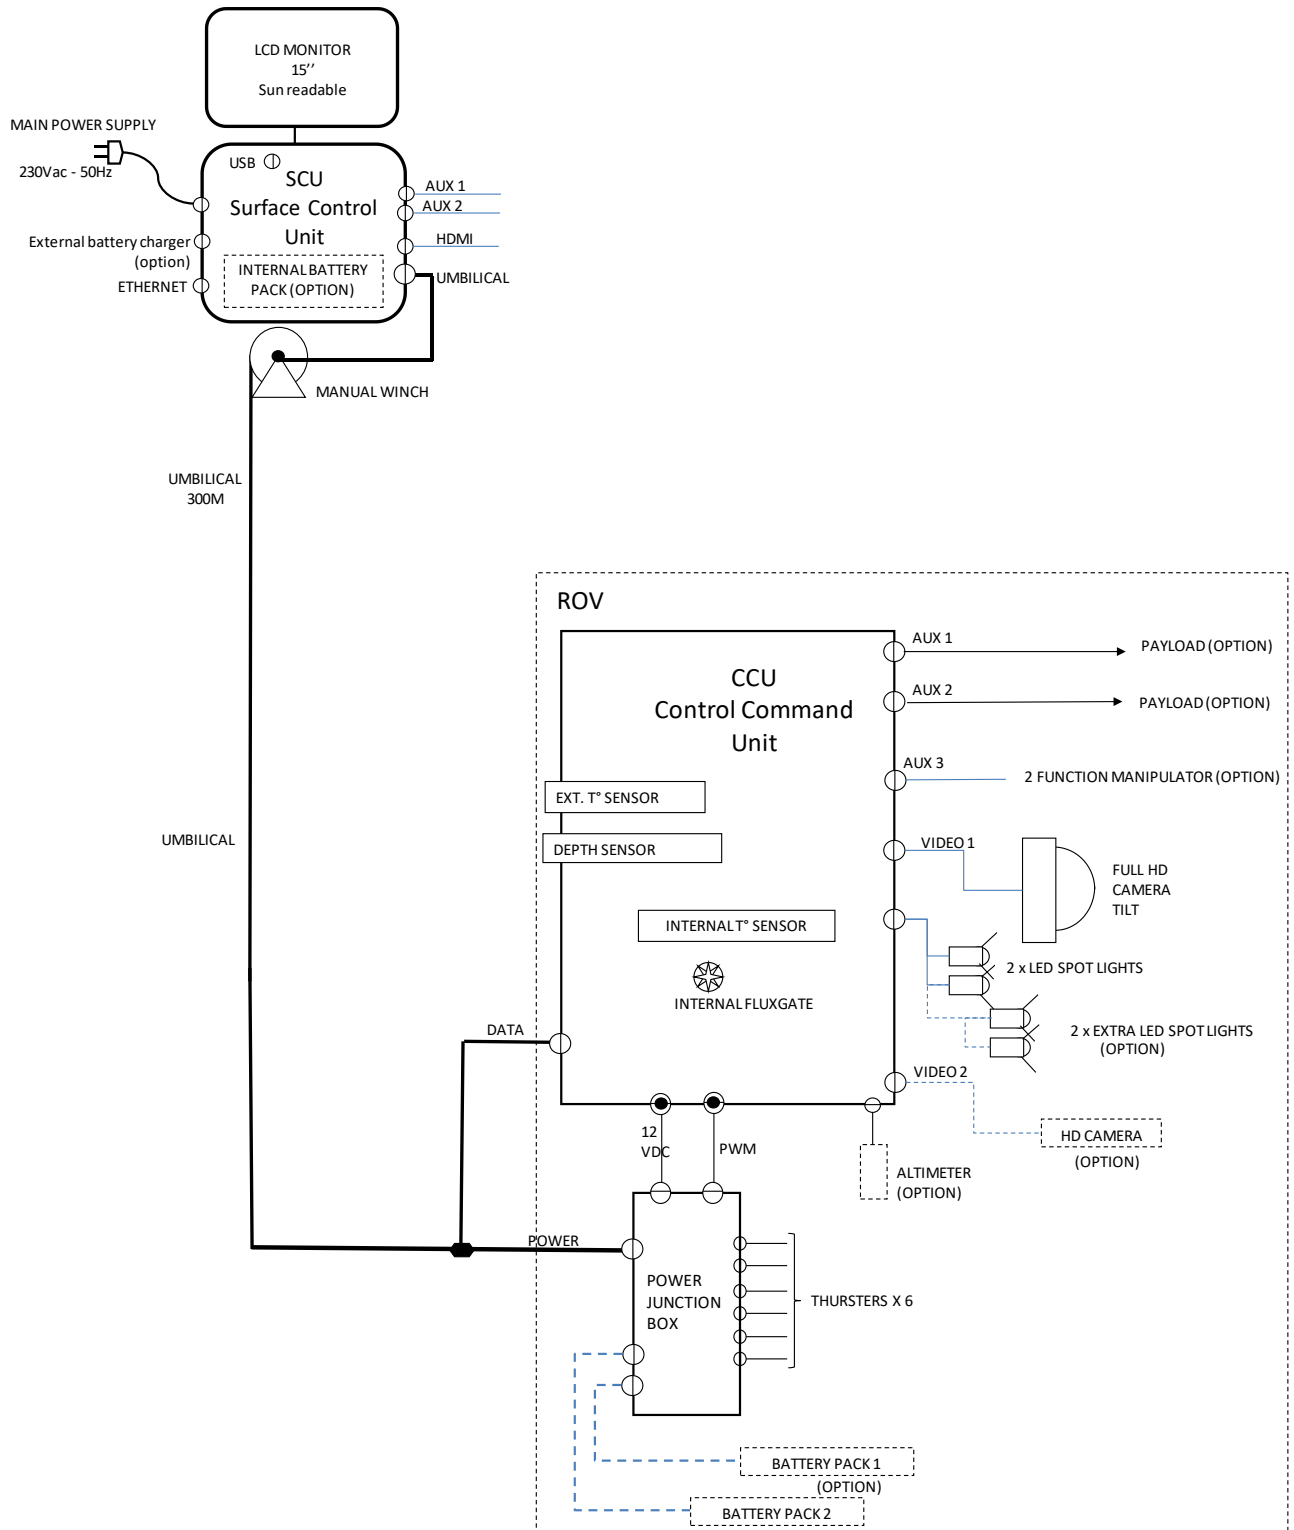 LCD MONITOR
15’’
Sun readable
MAIN POWER SUPPLY
230Vac - 50Hz
USB
SCU
Surface Control
Unit
INTERNAL BATTERY
PACK (OPTION)
External battery charger
(option)
ETHERNET
AUX 1
AUX 2
HDMI
UMBILICAL
MANUAL WINCH
UMBILICAL
300M
UMBILICAL
ROV
CCU
Control Command
Unit
AUX 1
PAYLOAD (OPTION)
AUX 2
PAYLOAD (OPTION)
AUX 3
2 FUNCTION MANIPULATOR (OPTION)
EXT. T° SENSOR
DEPTH SENSOR
VIDEO 1
FULL HD
CAMERA
TILT
INTERNAL T° SENSOR
INTERNAL FLUXGATE
2 x LED SPOT LIGHTS
2 x EXTRA LED SPOT LIGHTS
(OPTION)
DATA
VIDEO 2
HD CAMERA
(OPTION)
12
VDC
PWM
ALTIMETER
(OPTION)
POWER
POWER
JUNCTION
BOX
THURSTERS X 6
BATTERY PACK 1
(OPTION)
BATTERY PACK 2